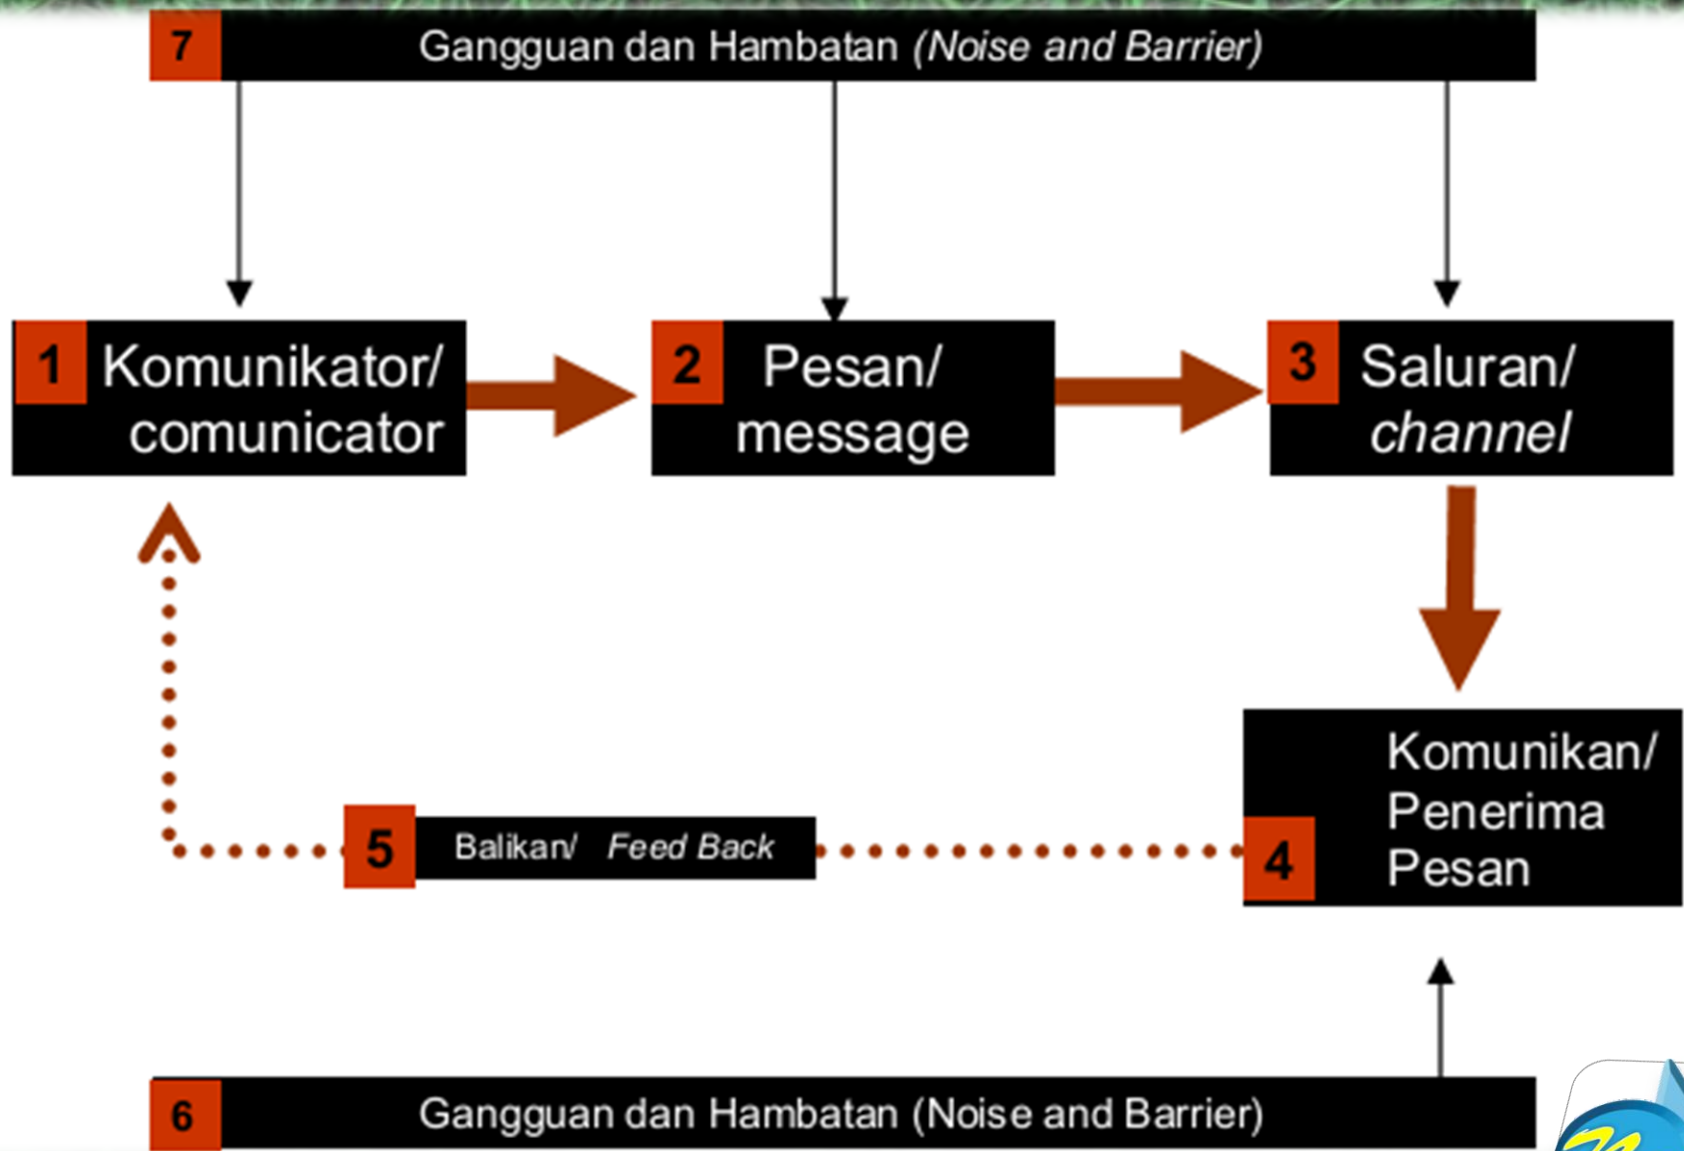 7 Gangguan dan Hambatan (Noise and Barrier)
1 Komunikator/
comunicator
2 Pesan/
message
3 Saluran/
channel
Komunikan/
Penerima
4 Pesan
5 Balikan/ Feed Back
6 Gangguan dan Hambatan (Noise and Barrier)